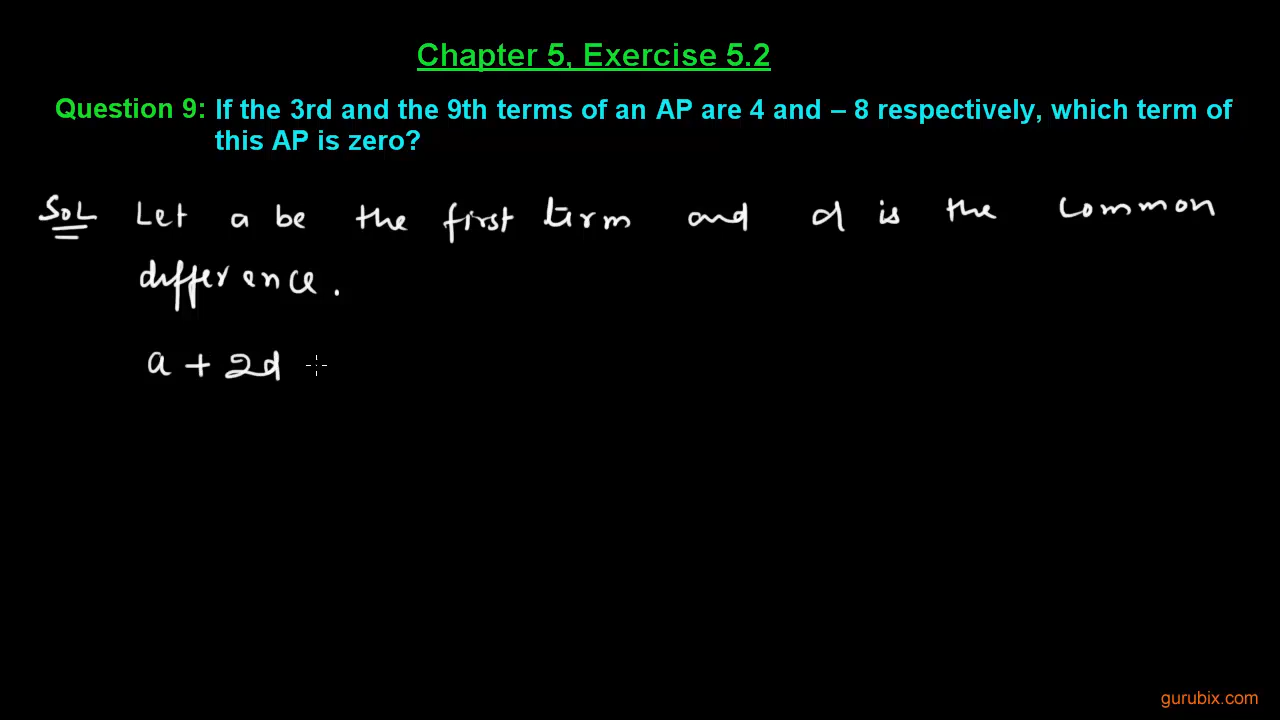 Chapter 5, Exercise 5.2
Question 9: If the 3rd and the 9th terms of an AP are 4 and – 8 respectively, which term of
this AP is zero?
Sol Let a be the first term and d is the common
difference.
a + 2d
gurubix.com